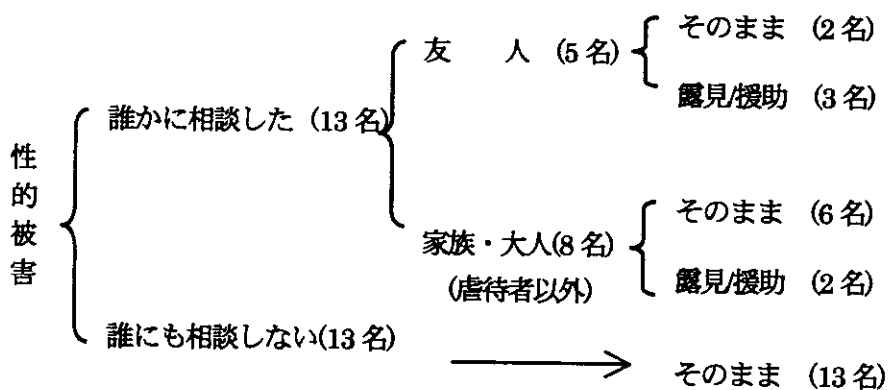 そのまま (2名)
友 人 (5名)
露見/援助 (3名)
誰かに相談した (13名)
性的被害
そのまま (6名)
家族・大人(8名)
(虐待者以外)
露見/援助 (2名)
誰にも相談しない(13名)
そのまま (13名)